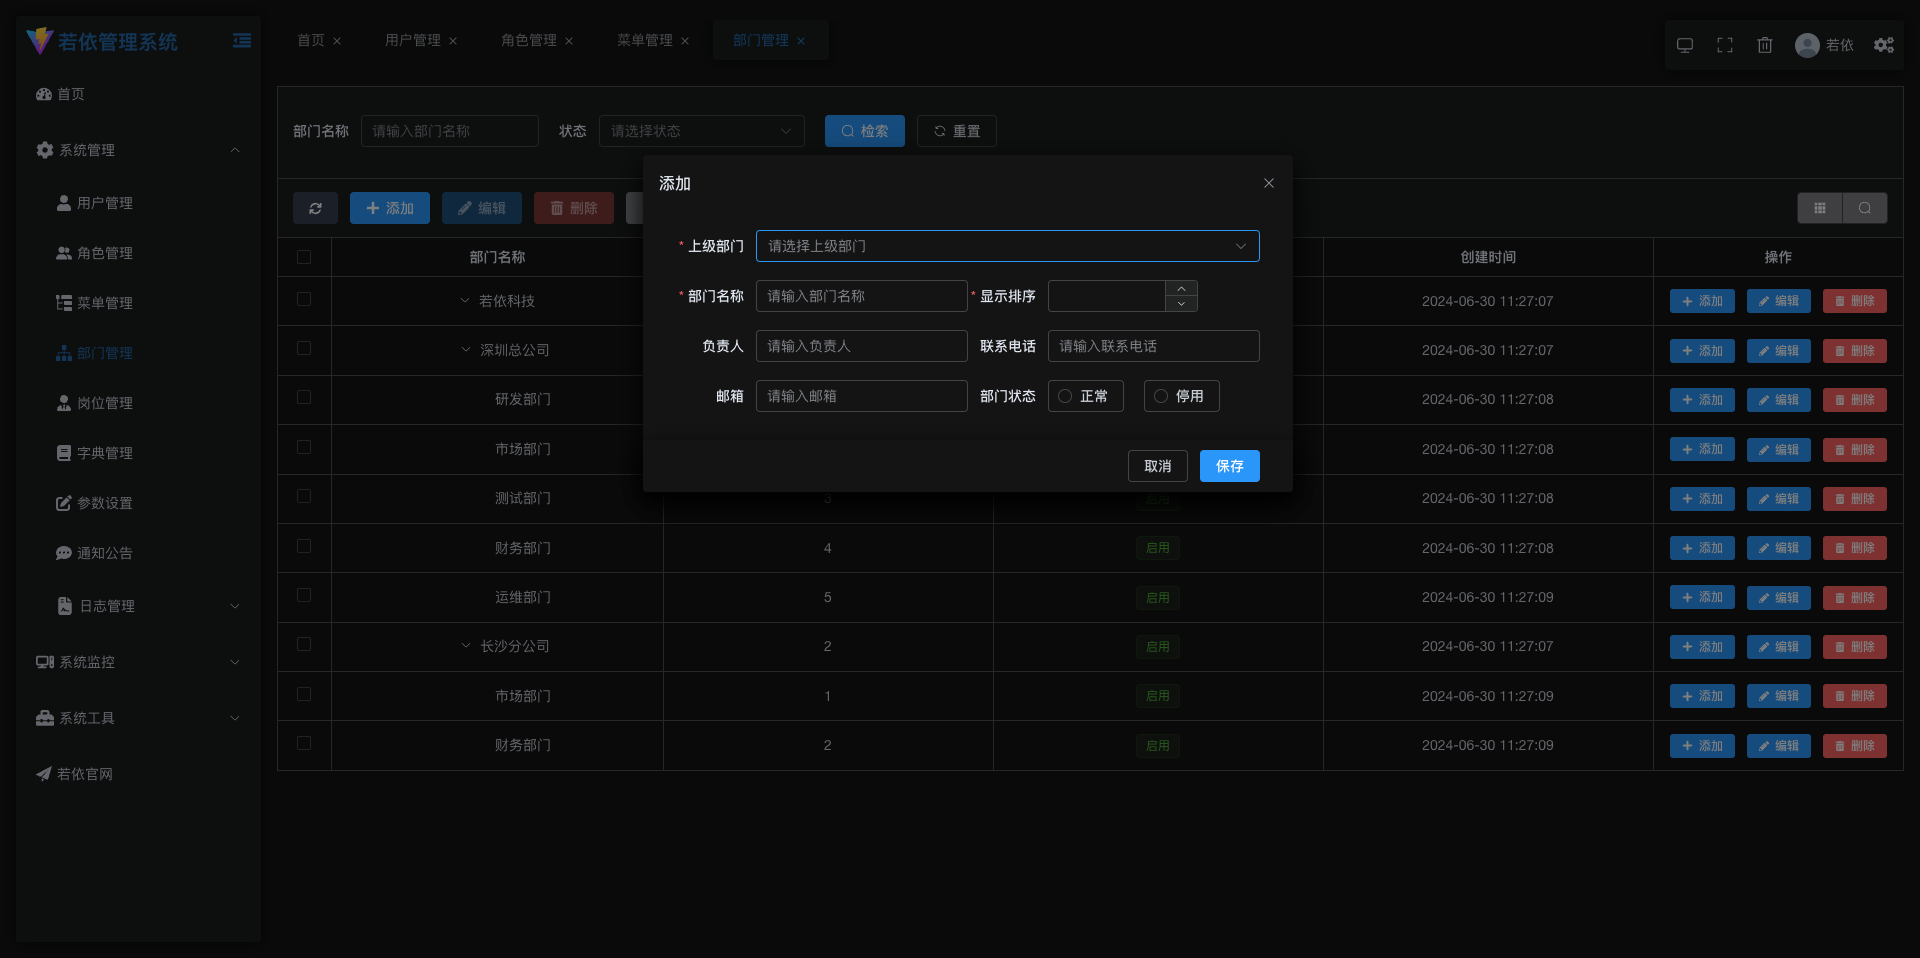 若依管理系统
首页 用户管理 角色管理 菜单管理 部门管理
若依
首页
系统管理
用户管理
角色管理
菜单管理
部门管理
岗位管理
字典管理
参数设置
通知公告
日志管理
系统监控
系统工具
若依官网
部门名称 请输入部门名称 状态 请选择状态 检索 重置
添加 编辑 删除
添加
* 上级部门 请选择上级部门
* 部门名称 请输入部门名称 * 显示排序
负责人 请输入负责人 联系电话 请输入联系电话
邮箱 请输入邮箱 部门状态 正常 停用
取消 保存
部门名称 创建时间 操作
若依科技 2024-06-30 11:27:07 添加 编辑 删除
深圳总公司 2024-06-30 11:27:07 添加 编辑 删除
研发部门 2024-06-30 11:27:08 添加 编辑 删除
市场部门 2024-06-30 11:27:08 添加 编辑 删除
测试部门 3 启用 2024-06-30 11:27:08 添加 编辑 删除
财务部门 4 启用 2024-06-30 11:27:08 添加 编辑 删除
运维部门 5 启用 2024-06-30 11:27:09 添加 编辑 删除
长沙分公司 2 启用 2024-06-30 11:27:07 添加 编辑 删除
市场部门 1 启用 2024-06-30 11:27:09 添加 编辑 删除
财务部门 2 启用 2024-06-30 11:27:09 添加 编辑 删除